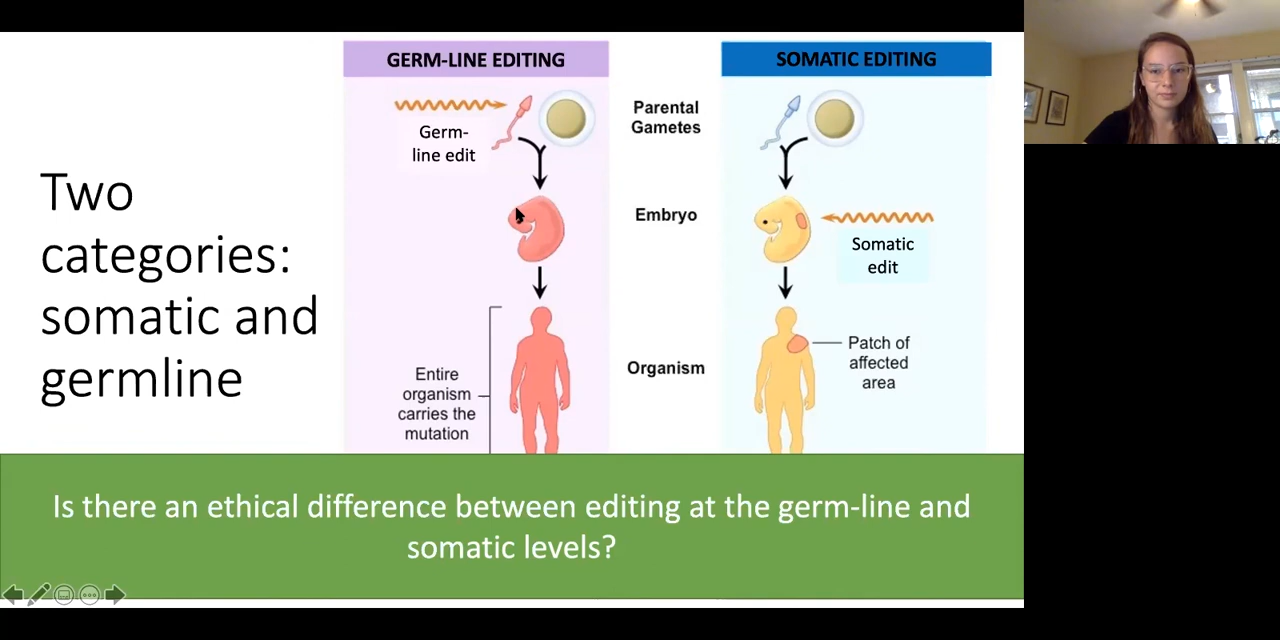 Two
categories:
somatic and
germline
GERM-LINE EDITING
Germ-
line edit
Entire
organism
carries the
mutation
Parental
Gametes
Embryo
Organism
SOMATIC EDITING
Somatic
edit
Patch of
affected
area
Is there an ethical difference between editing at the germ-line and
somatic levels?